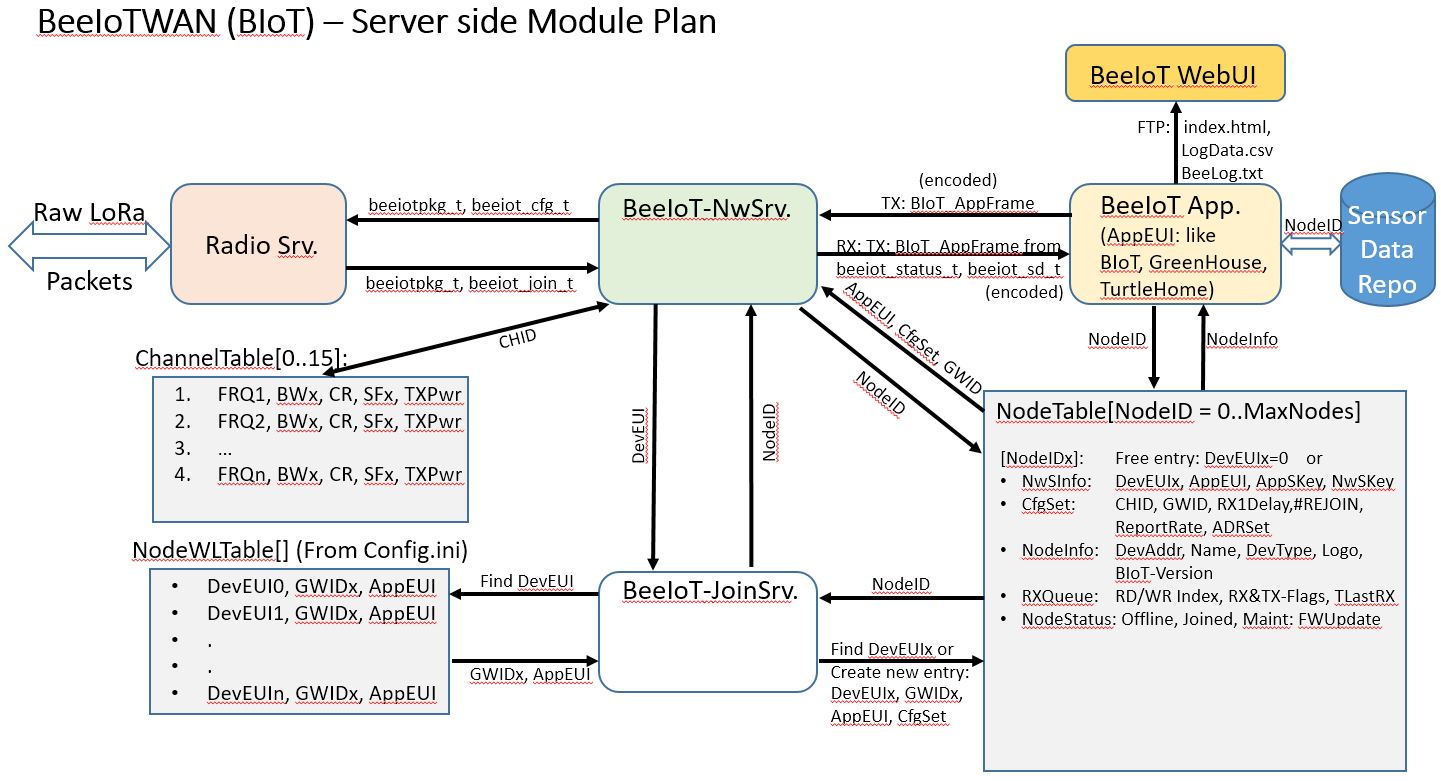 BeeIoTWAN (BIoT) – Server side Module Plan
BeeIoT WebUI
FTP: index.html,
LogData.csv
BeeLog.txt
Raw LoRa
Packets
Radio Srv.
beeiotpkg_t, beeiot_cfg_t
beeiotpkg_t, beeiot_join_t
BeeIoT-NwSrv.
(encoded)
TX: BIoT_AppFrame
RX: TX: BIoT_AppFrame from
beeiot_status_t, beeiot_sd_t
(encoded)
BeeIoT App.
(AppEUI: like
BIoT, GreenHouse,
TurtleHome)
NodeID
Sensor
Data
Repo
CHID
AppEUI, CfgSet, GWID
NodeID
NodeID
NodeInfo
DevEUI
NodeID
ChannelTable[0..15]:
1. FRQ1, BWx, CR, SFx, TXPwr
2. FRQ2, BWx, CR, SFx, TXPwr
3. ...
4. FRQn, BWx, CR, SFx, TXPwr
NodeWLTable[] (From Config.ini)
• DevEUI0, GWIDx, AppEUI
• DevEUI1, GWIDx, AppEUI
• .
• .
• DevEUIn, GWIDx, AppEUI
Find DevEUI
GWIDx, AppEUI
BeeIoT-JoinSrv.
NodeID
Find DevEUIx or
Create new entry:
DevEUIx, GWIDx,
AppEUI, CfgSet
NodeTable[NodeID = 0..MaxNodes]
[NodeIDx]: Free entry: DevEUIx=0 or
• NwSInfo: DevEUIx, AppEUI, AppSKey, NwSKey
• CfgSet: CHID, GWID, RX1Delay,#REJOIN,
ReportRate, ADRSet
• NodeInfo: DevAddr, Name, DevType, Logo,
BIoT-Version
• RXQueue: RD/WR Index, RX&TX-Flags, TLastRX
• NodeStatus: Offline, Joined, Maint: FWUpdate